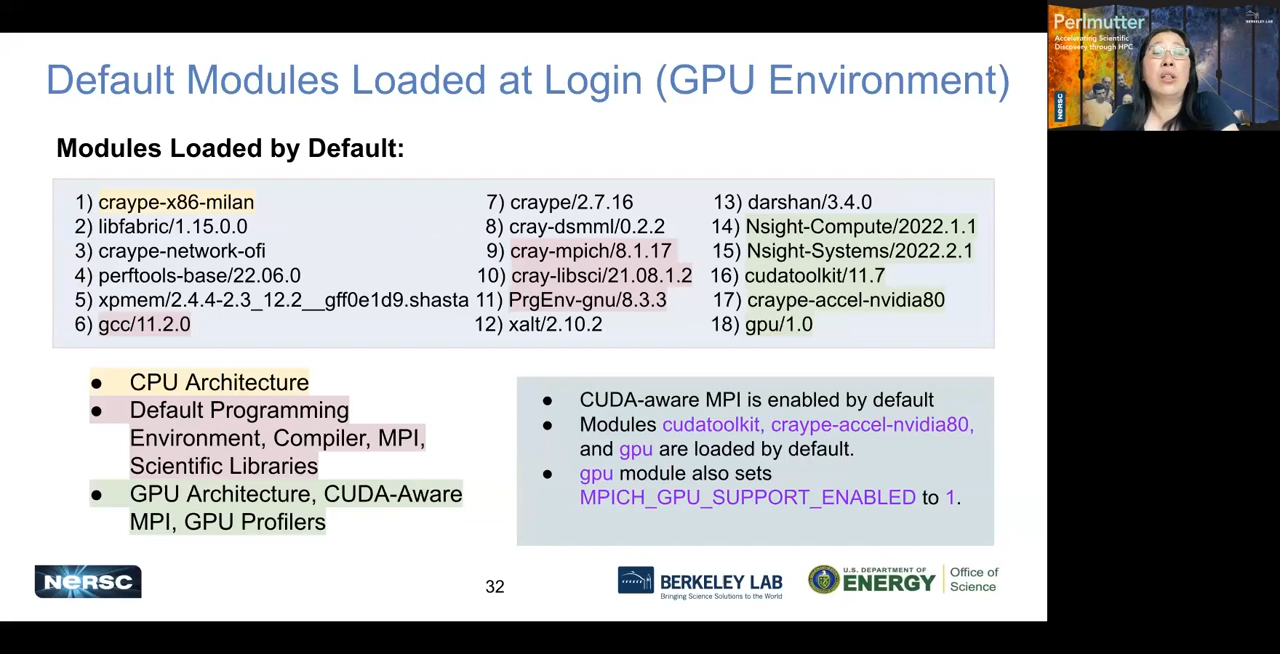 Default Modules Loaded at Login (GPU Environment)
Modules Loaded by Default:
1) craype-x86-milan
2) libfabric/1.15.0.0
3) craype-network-ofi
4) perftools-base/22.06.0
5) xpmem/2.4.4-2.3_12.2__gff0e1d9.shasta
6) gcc/11.2.0
7) craype/2.7.16
8) cray-dsmml/0.2.2
9) cray-mpich/8.1.17
10) cray-libsci/21.08.1.2
11) PrgEnv-gnu/8.3.3
12) xalt/2.10.2
13) darshan/3.4.0
14) Nsight-Compute/2022.1.1
15) Nsight-Systems/2022.2.1
16) cudatoolkit/11.7
17) craype-accel-nvidia80
18) gpu/1.0
● CPU Architecture
● Default Programming
Environment, Compiler, MPI,
Scientific Libraries
● GPU Architecture, CUDA-Aware
MPI, GPU Profilers
● CUDA-aware MPI is enabled by default
● Modules cudatoolkit, craype-accel-nvidia80,
and gpu are loaded by default.
● gpu module also sets
MPICH_GPU_SUPPORT_ENABLED to 1.
NERSC
32
BERKELEY LAB
Bringing Science Solutions to the World
U.S. DEPARTMENT OF
ENERGY
Office of
Science
Perlmutter
Accelerating Scientific
Discovery through HPC
NERSC
BERKELEY LAB